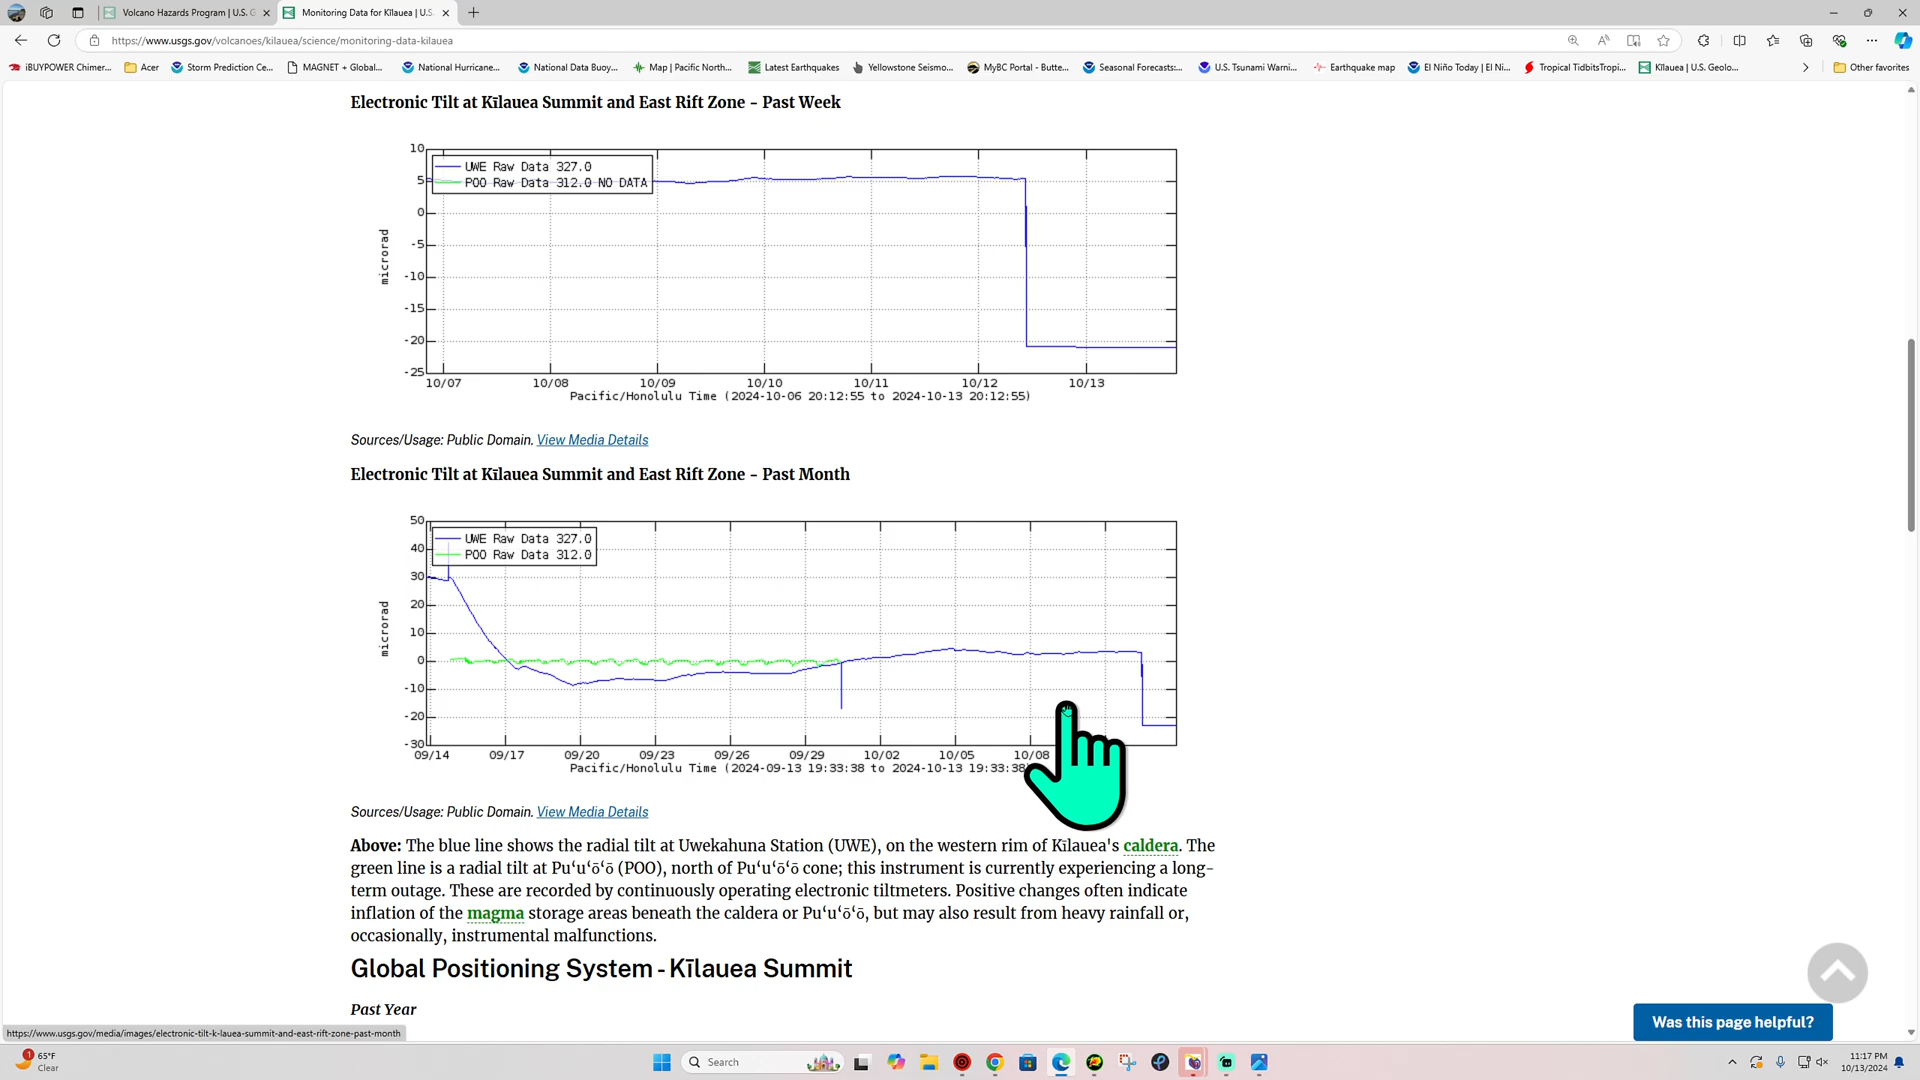 Volcano Hazards Program | U.S. G
Monitoring Data for Kīlauea | U.S.
https://www.usgs.gov/volcanoes/kilauea/science/monitoring-data-kilauea
iBUYPOWER Chimer... Acer Storm Prediction Ce... MAGNET + Global... National Hurricane... National Data Buoy... Map | Pacific North... Latest Earthquakes Yellowstone Seismo... MyBC Portal - Butte... Seasonal Forecasts:... U.S. Tsunami Warni... Earthquake map El Niño Today | El Ni... Tropical TidbitsTropi... Kīlauea | U.S. Geolo... Other favorites
Electronic Tilt at Kīlauea Summit and East Rift Zone - Past Week
UWE Raw Data 327.0
POO Raw Data 312.0 NO DATA
10
5
0
-5
-10
-15
-20
-25
microrad
10/07 10/08 10/09 10/10 10/11 10/12 10/13
Pacific/Honolulu Time (2024-10-06 20:12:55 to 2024-10-13 20:12:55)
Sources/Usage: Public Domain. View Media Details
Electronic Tilt at Kīlauea Summit and East Rift Zone - Past Month
UWE Raw Data 327.0
POO Raw Data 312.0
50
40
30
20
10
0
-10
-20
-30
microrad
09/14 09/17 09/20 09/23 09/26 09/29 10/02 10/05 10/08
Pacific/Honolulu Time (2024-09-13 19:33:38 to 2024-10-13 19:33:38)
Sources/Usage: Public Domain. View Media Details
Above: The blue line shows the radial tilt at Uwekahuna Station (UWE), on the western rim of Kīlauea's caldera. The
green line is a radial tilt at Pu‘u‘ō‘ō (POO), north of Pu‘u‘ō‘ō cone; this instrument is currently experiencing a long-
term outage. These are recorded by continuously operating electronic tiltmeters. Positive changes often indicate
inflation of the magma storage areas beneath the caldera or Pu‘u‘ō‘ō, but may also result from heavy rainfall or,
occasionally, instrumental malfunctions.
Global Positioning System - Kīlauea Summit
Past Year
Was this page helpful?
https://www.usgs.gov/media/images/electronic-tilt-k-lauea-summit-and-east-rift-zone-past-month
1
65°F
Clear
Search
11:17 PM
10/13/2024